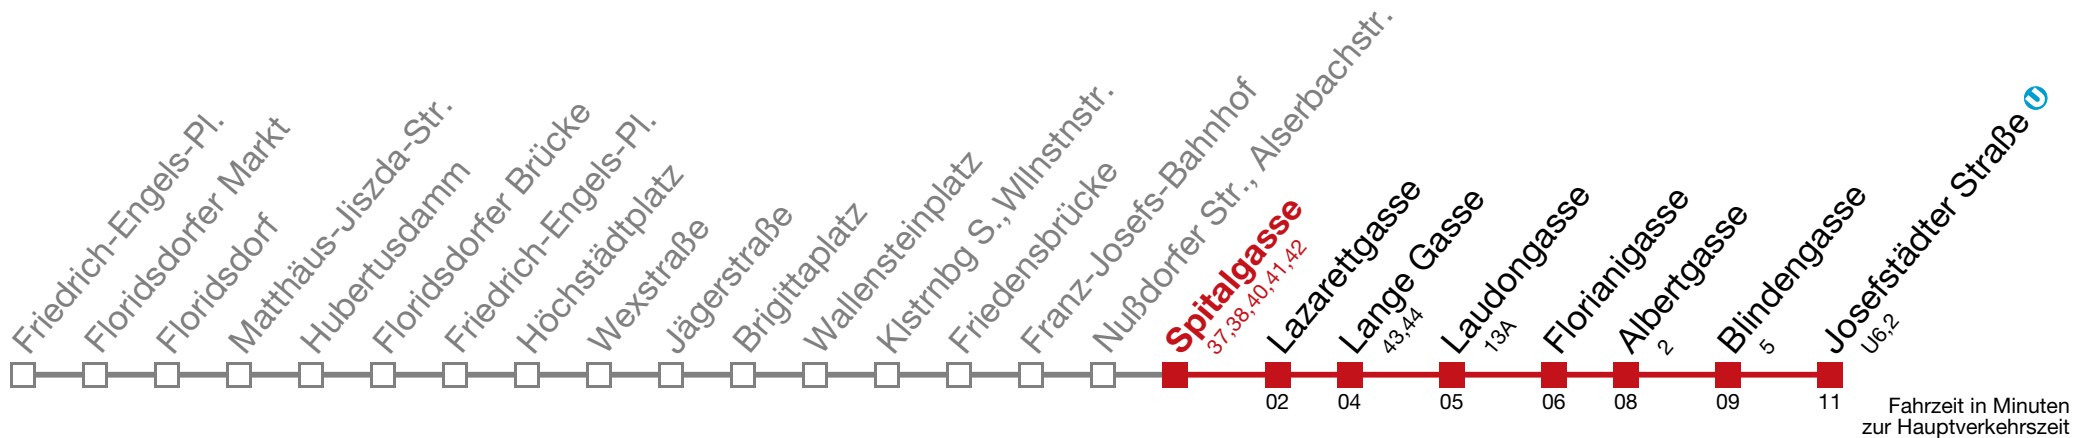 Friedrich-Engels-Pl.
Floridsdorfer Markt
Floridsdorf
Matthäus-Jiszda-Str.
Hubertusdamm
Floridsdorfer Brücke
Friedrich-Engels-Pl.
Höchstädtplatz
Wexstraße
Jägerstraße
Brigittaplatz
Wallensteinplatz
Klstrnbg S., Wllnstnstr.
Friedensbrücke
Franz-Josefs-Bahnhof
Nußdorfer Str., Alserbachstr.
Spitalgasse
37,38,40,41,42
Lazarettgasse
Lange Gasse
43,44
Laudongasse
13A
Florianigasse
Albertgasse
2
Blindengasse
5
Josefstädter Straße U
U6,2
02 04 05 06 08 09 11
Fahrzeit in Minuten
zur Hauptverkehrszeit